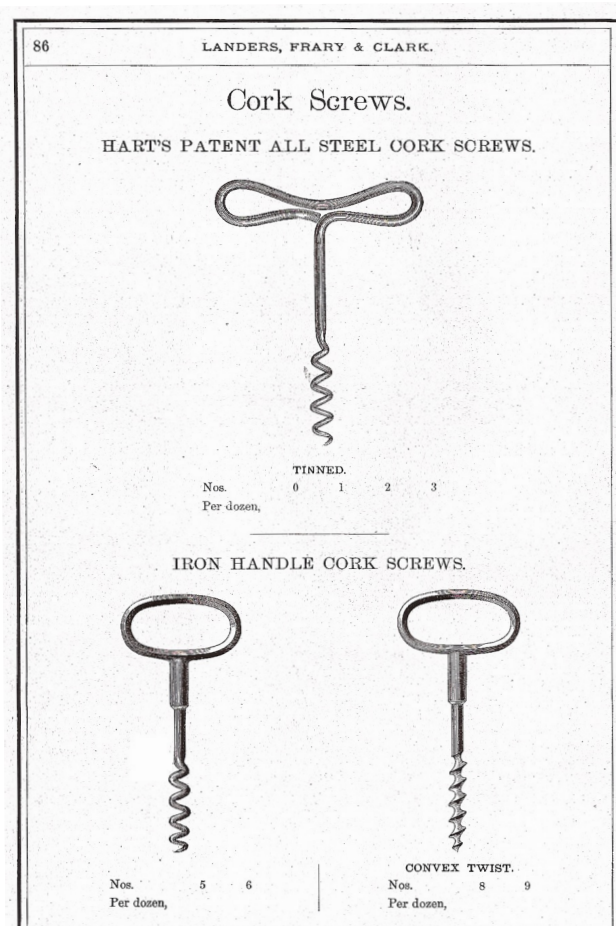 86 LANDERS, FRARY & CLARK.
Cork Screws.
HART'S PATENT ALL STEEL CORK SCREWS.
TINNED.
Nos. 0 1 2 3
Per dozen,
IRON HANDLE CORK SCREWS.
Nos. 5 6
Per dozen,
CONVEX TWIST.
Nos. 8 9
Per dozen,